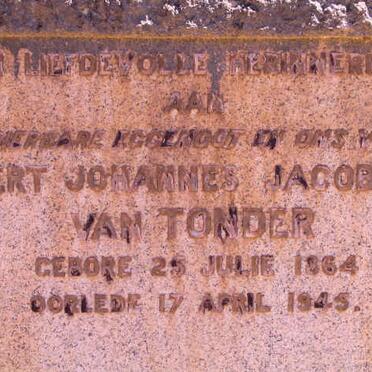 LIEFDEVOLLE HERINNERI
AAN
EERBARE EGGENOOT EN ONS V
ERT JOHANNES JACOB
VAN TONDER
GEBORE 25 JULIE 1864
OORLEDE 17 APRIL 1945.